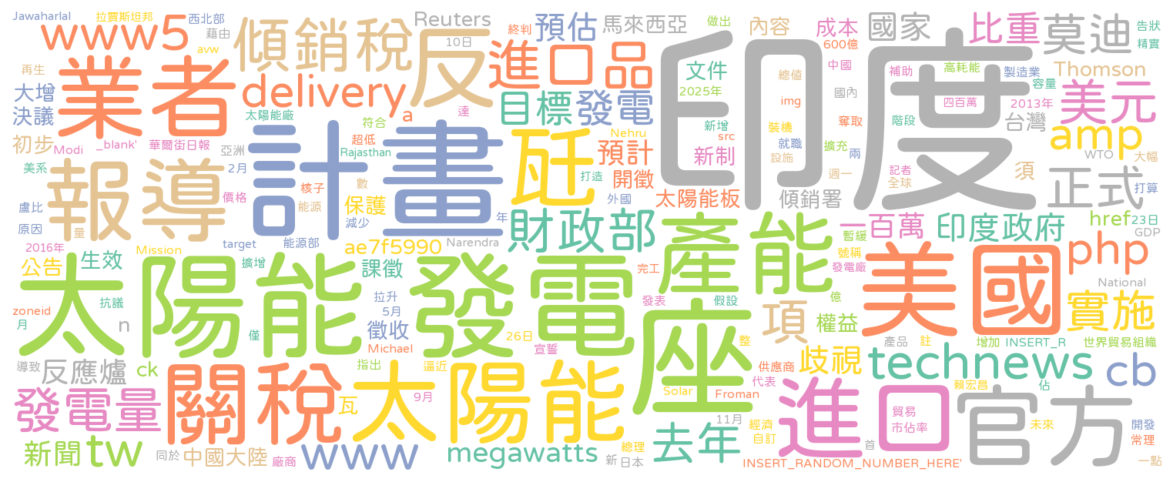 Jawaharlal
拉賈斯坦邦
西北部
www5
avw
藉由
傾銷稅
反
10日
Reuters
預估
馬來西亞
終判
做出
內容
成本
600億
國家
比重
莫迪
告狀
精實
再生
大增
決議
業者
delivery
a
進口品
目標
發電
文件
2025年
總值
img
中國
國內
補助
高耗能
製造業
容量
Thomson
四百萬
2013年
美元
印度
太陽能廠
符合
達
初步
Modi
_blank'
華爾街日報
美系
亞洲
2月
計畫
超低
Rajasthan
瓩
Nehru
打造
預計
開徵
新增
src
新制
裝機
就職
設施
奪取
擴充
兩
階段
台灣
amp
WTO
大幅
報導
價格
核子
能源
數
保護
減少
外國
太陽能板
傾銷署
週一
記者
全球
須
正式
打算
盧比
原因
量
年
財政部
一百萬
印度政府
href
23日
GDP
2016年
Mission
target
能源部
ae7f5990
Narendra
產能
暫緩
號稱
發電廠
php
公告
生效
擴增
課徵
完工
美國
National
太陽能
發電
座
zoneid
月
抗議
n
僅
拉升
5月
徵收
Michael
26日
宣誓
發表
假設
億
項
權益
實施
產品
註
增加
INSERT_R
世界貿易組織
導致
反應爐
ck
指出
逼近
整
供應商
歧視
technews
cb
發電量
關稅
瓦
太陽能
9月
Solar
Froman
代表
賴宏昌
佔
進口
貿易
市佔率
官方
未來
開發
常理
新聞
tw
同於
中國大陸
廠商
www
megawatts
總理
新
日本
去年
11月
經濟
自訂
首
INSERT_RANDOM_NUMBER_HERE'
一點